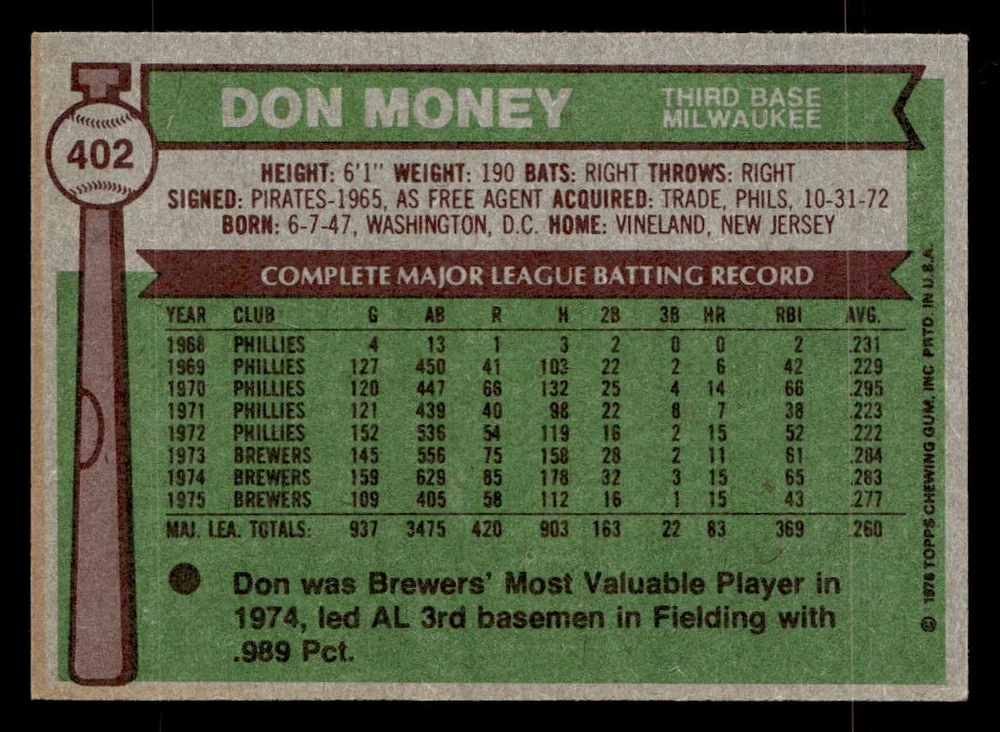 402
DON MONEY
THIRD BASE
MILWAUKEE
HEIGHT: 6'1" WEIGHT: 190 BATS: RIGHT THROWS: RIGHT
SIGNED: PIRATES-1965, AS FREE AGENT ACQUIRED: TRADE, PHILS, 10-31-72
BORN: 6-7-47, WASHINGTON, D.C. HOME: VINELAND, NEW JERSEY
COMPLETE MAJOR LEAGUE BATTING RECORD
YEAR CLUB G AB R H 2B 3B HR RBI AVG.
1968 PHILLIES 4 13 1 3 2 0 0 2 .231
1969 PHILLIES 127 450 41 103 22 2 6 42 .229
1970 PHILLIES 120 447 66 132 25 4 14 66 .295
1971 PHILLIES 121 439 40 98 22 8 7 38 .223
1972 PHILLIES 152 536 54 119 16 2 15 52 .222
1973 BREWERS 145 556 75 158 28 2 11 61 .284
1974 BREWERS 159 629 85 178 32 3 15 65 .283
1975 BREWERS 109 405 58 112 16 1 15 43 .277
MAJ. LEA. TOTALS: 937 3475 420 903 163 22 83 369 .260
Don was Brewers' Most Valuable Player in
1974, led AL 3rd basemen in Fielding with
.989 Pct.
© 1976 TOPPS CHEWING GUM, INC PRTD. IN U.S.A.